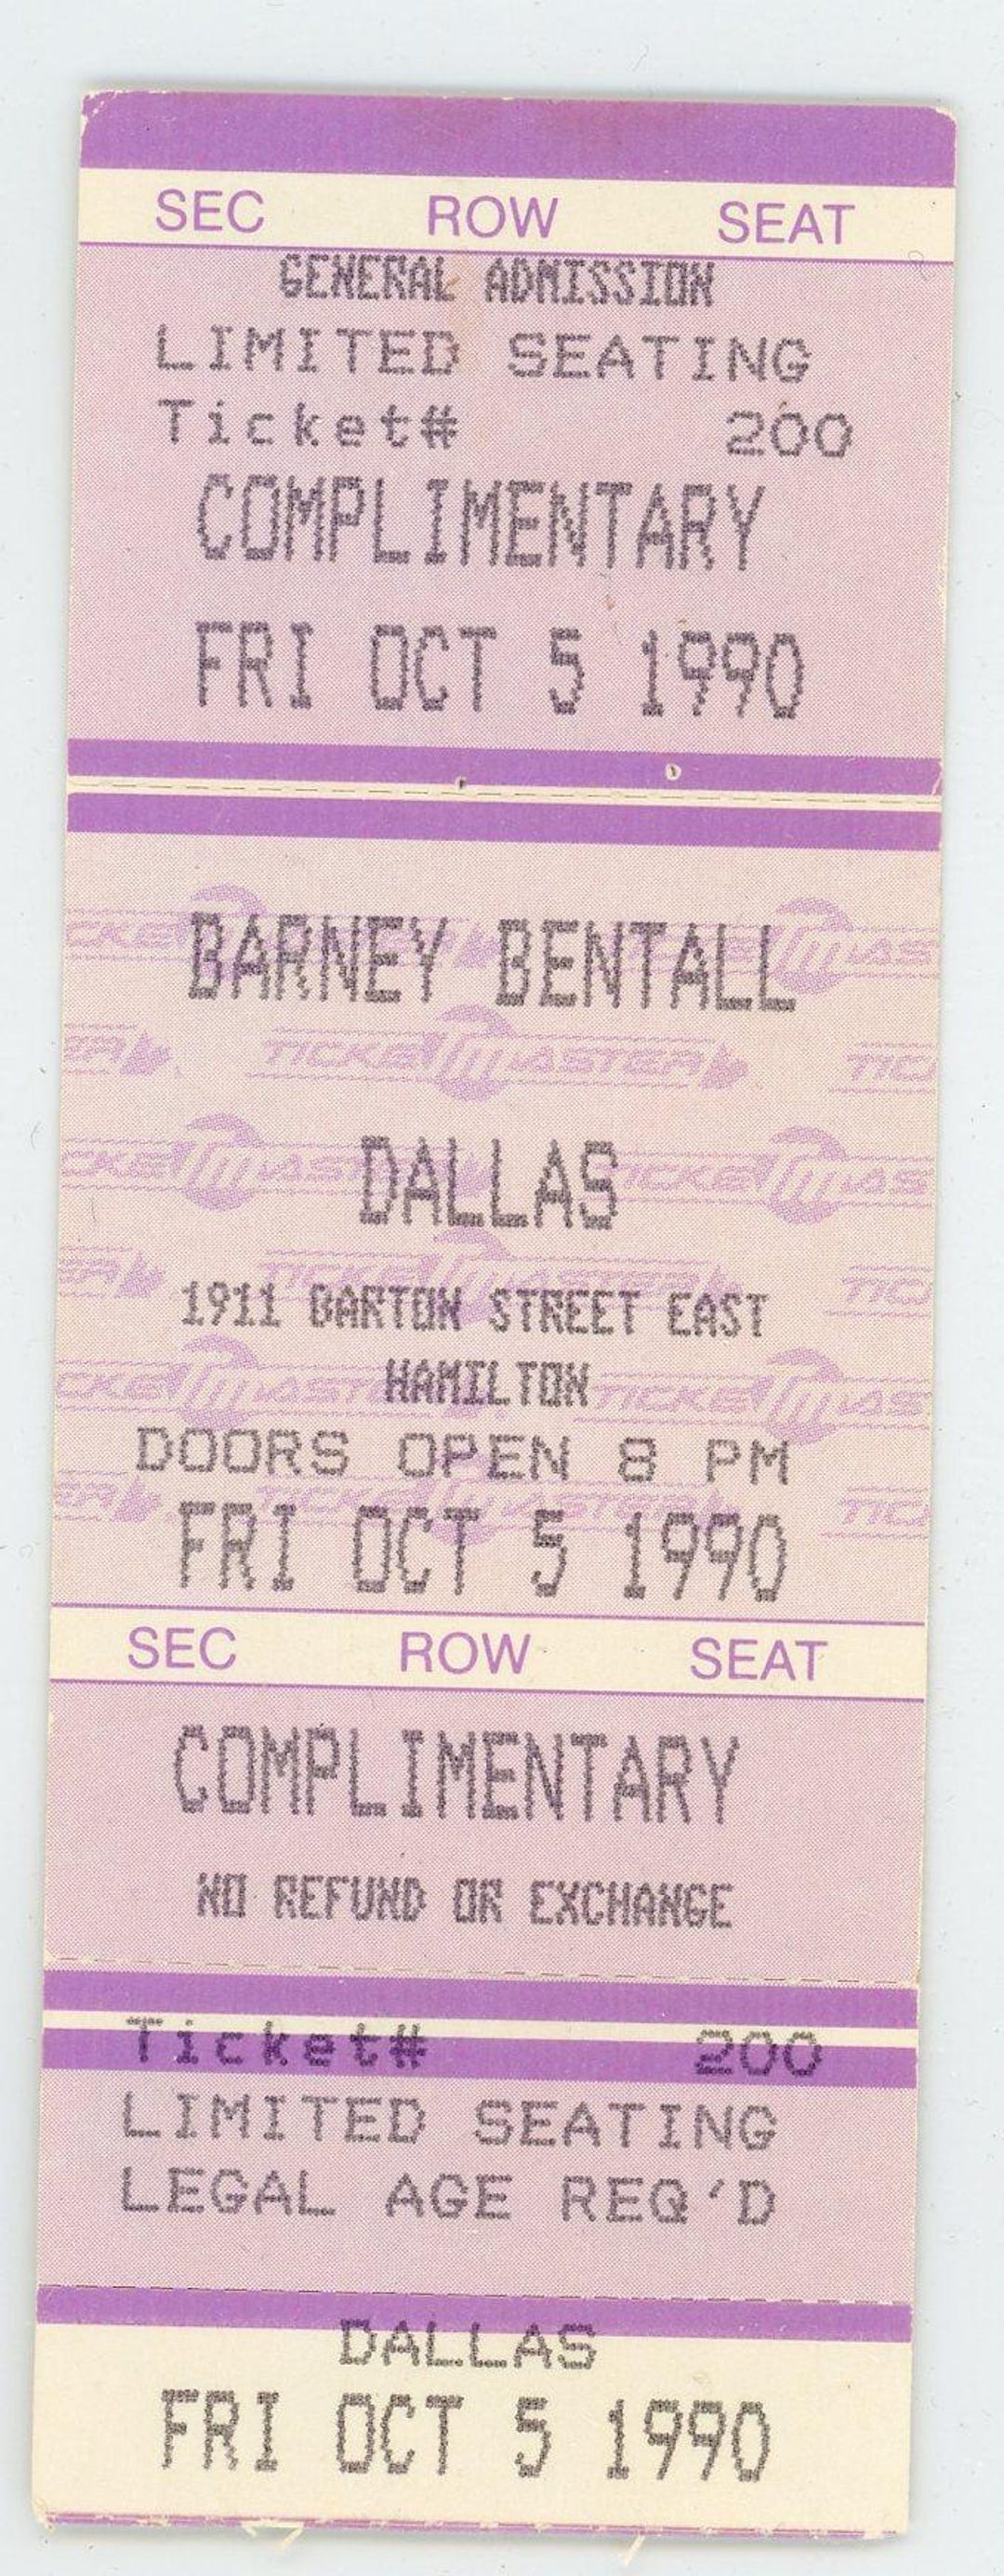 SEC ROW SEAT
GENERAL ADMISSION
LIMITED SEATING
Ticket# 200
COMPLIMENTARY
FRI OCT 5 1990
BARNEY BENTALL
TICKETMASTER
DALLAS
1911 BARTON STREET EAST
HAMILTON
DOORS OPEN 8 PM
FRI OCT 5 1990
SEC ROW SEAT
COMPLIMENTARY
NO REFUND OR EXCHANGE
Ticket# 200
LIMITED SEATING
LEGAL AGE REQ'D
DALLAS
FRI OCT 5 1990